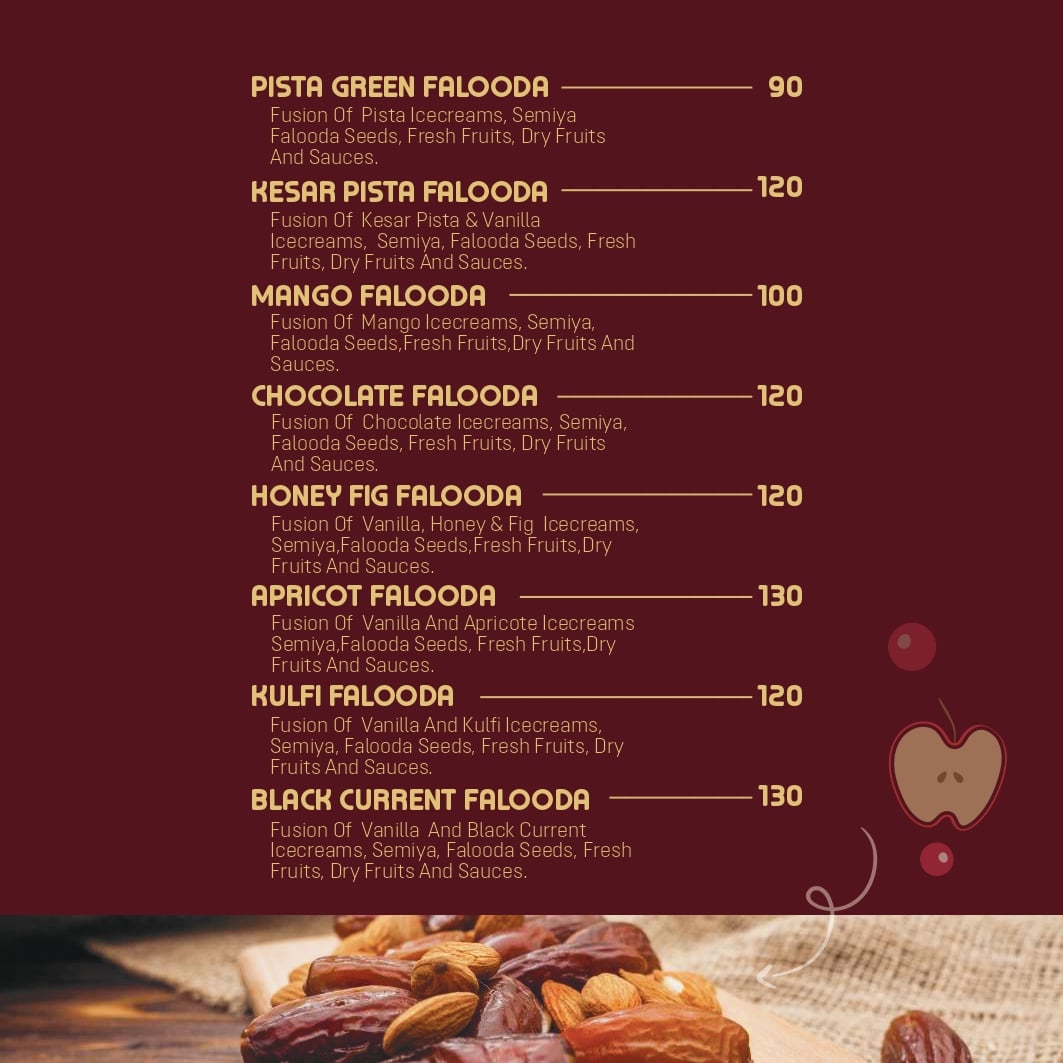 PISTA GREEN FALOODA 90
Fusion Of Pista Icecreams, Semiya
Falooda Seeds, Fresh Fruits, Dry Fruits
And Sauces.
KESAR PISTA FALOODA 120
Fusion Of Kesar Pista & Vanilla
Icecreams, Semiya, Falooda Seeds, Fresh
Fruits, Dry Fruits And Sauces.
MANGO FALOODA 100
Fusion Of Mango Icecreams, Semiya,
Falooda Seeds,Fresh Fruits,Dry Fruits And
Sauces.
CHOCOLATE FALOODA 120
Fusion Of Chocolate Icecreams, Semiya,
Falooda Seeds, Fresh Fruits, Dry Fruits
And Sauces.
HONEY FIG FALOODA 120
Fusion Of Vanilla, Honey & Fig Icecreams,
Semiya,Falooda Seeds,Fresh Fruits,Dry
Fruits And Sauces.
APRICOT FALOODA 130
Fusion Of Vanilla And Apricote Icecreams
Semiya,Falooda Seeds, Fresh Fruits,Dry
Fruits And Sauces.
KULFI FALOODA 120
Fusion Of Vanilla And Kulfi Icecreams,
Semiya, Falooda Seeds, Fresh Fruits, Dry
Fruits And Sauces.
BLACK CURRENT FALOODA 130
Fusion Of Vanilla And Black Current
Icecreams, Semiya, Falooda Seeds, Fresh
Fruits, Dry Fruits And Sauces.